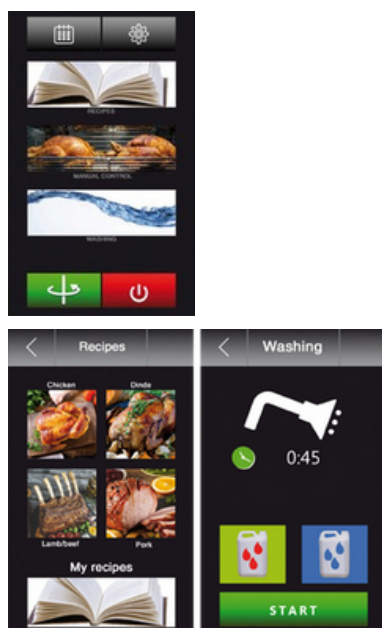 RECIPES
MANUAL CONTROL
WASHING
Recipes
Chicken Dinde
Lamb/beef Pork
My recipes
Washing
0:45
START